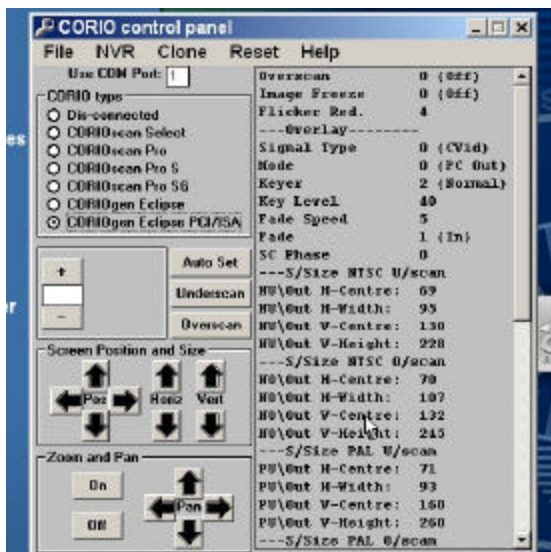 CORIO control panel
File NVR Clone Reset Help
Use COM Port: 1
CORIO type
Dis-connected
CORIOscan Select
CORIOscan Pro
CORIOscan Pro S
CORIOscan Pro SG
CORIOgen Eclipse
CORIOgen Eclipse PCI/ISA
+
-
Auto Set
Underscan
Overscan
Screen Position and Size
Pos Horiz Vert
Zoom and Pan
On
Off
Pan
Overscan 0 (Off)
Image Freeze 0 (Off)
Flicker Red. 4
---Overlay--------
Signal Type 0 (CVid)
Mode 0 (PC Out)
Keyer 2 (Normal)
Key Level 40
Fade Speed 5
Fade 1 (In)
SC Phase 0
---S/Size NTSC U/scan
NU\Out H-Centre: 69
NU\Out H-Width: 95
NU\Out V-Centre: 130
NU\Out V-Height: 228
---S/Size NTSC O/scan
NO\Out H-Centre: 70
NO\Out H-Width: 107
NO\Out V-Centre: 132
NO\Out V-Height: 245
---S/Size PAL U/scan
PU\Out H-Centre: 71
PU\Out H-Width: 93
PU\Out V-Centre: 160
PU\Out V-Height: 260
---S/Size PAL O/scan
es
r